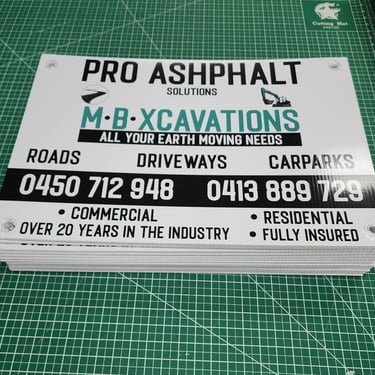 Cutting Mat
PRO ASHPHALT
SOLUTIONS
M·B·XCAVATIONS
ALL YOUR EARTH MOVING NEEDS
ROADS DRIVEWAYS CARPARKS
0450 712 948 0413 889 729
• COMMERCIAL • RESIDENTIAL
OVER 20 YEARS IN THE INDUSTRY • FULLY INSURED